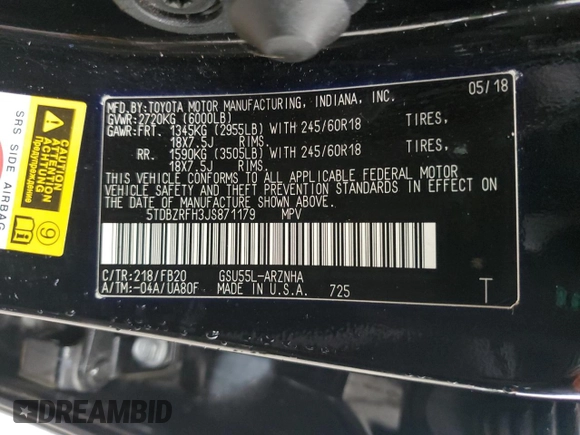 MFD.BY:TOYOTA MOTOR MANUFACTURING, INDIANA, INC. 05/18
GVWR:2720KG (6000LB)
GAWR:FRT. 1345KG (2955LB) WITH 245/60R18 TIRES,
18X7.5J RIMS.
RR. 1590KG (3505LB) WITH 245/60R18 TIRES,
18X7.5J RIMS.
THIS VEHICLE CONFORMS TO ALL APPLICABLE FEDERAL MOTOR
VEHICLE SAFETY AND THEFT PREVENTION STANDARDS IN EFFECT ON
THE DATE OF MANUFACTURE SHOWN ABOVE.
5TDBZRFH3JS871179 MPV
C/TR:218/FB20 GSU55L-ARZNHA
A/TM:-04A/UA80F MADE IN U.S.A. 725
T
SRS SIDE AIRBAG
CAUTION
ATTENTION
ACHTUNG
Предупреждение
9
DREAMBID